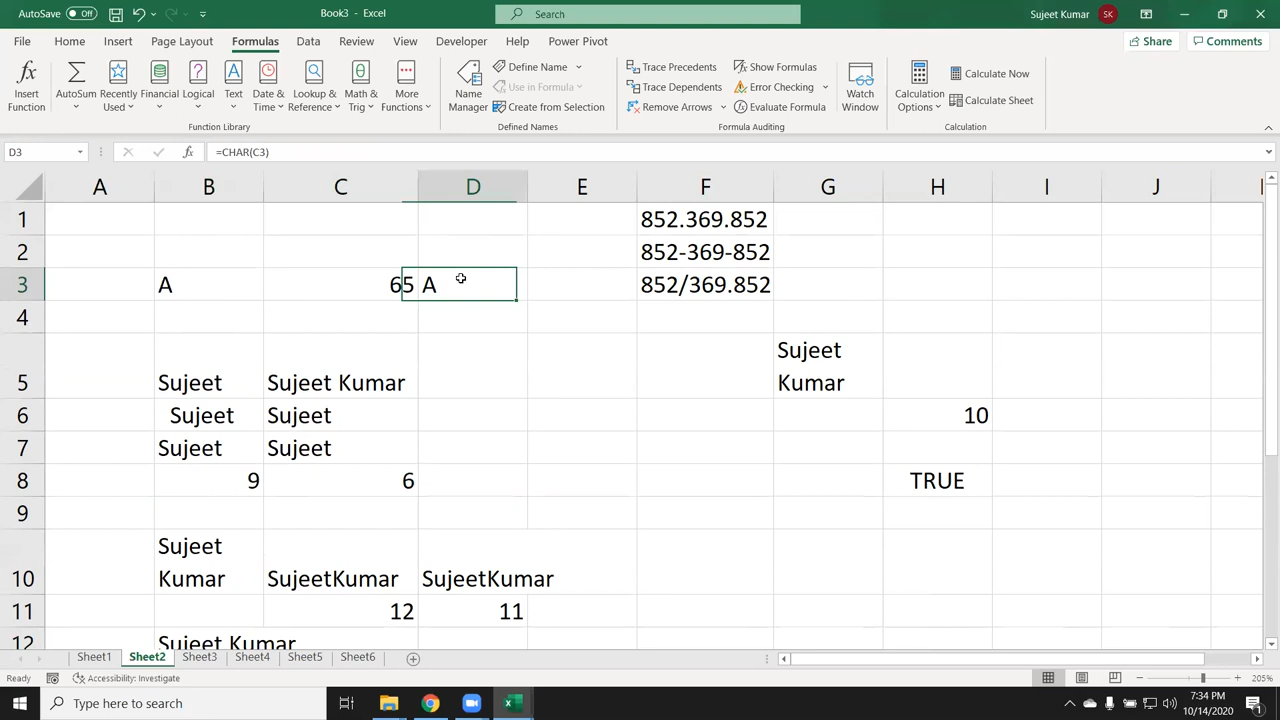 AutoSave Off Book3 - Excel Search Sujeet Kumar SK
File Home Insert Page Layout Formulas Data Review View Developer Help Power Pivot Share Comments
Insert Function AutoSum Recently Used Financial Logical Text Date & Time Lookup & Reference Math & Trig More Functions
Function Library
Name Manager Define Name Use in Formula Create from Selection
Defined Names
Trace Precedents Show Formulas
Trace Dependents Error Checking
Remove Arrows Evaluate Formula
Formula Auditing
Watch Window
Calculation Options Calculate Now Calculate Sheet
Calculation
D3 fx =CHAR(C3)
A B C D E F G H I J
1 852.369.852
2 852-369-852
3 A 65 A 852/369.852
4
5 Sujeet Sujeet Kumar Sujeet Kumar
6 Sujeet Sujeet 10
7 Sujeet Sujeet
8 9 6 TRUE
9
10 Sujeet Kumar SujeetKumar SujeetKumar
11 12 11
12 Sujeet Kumar
Sheet1 Sheet2 Sheet3 Sheet4 Sheet5 Sheet6
Ready Accessibility: Investigate 205%
Type here to search 7:34 PM
10/14/2020